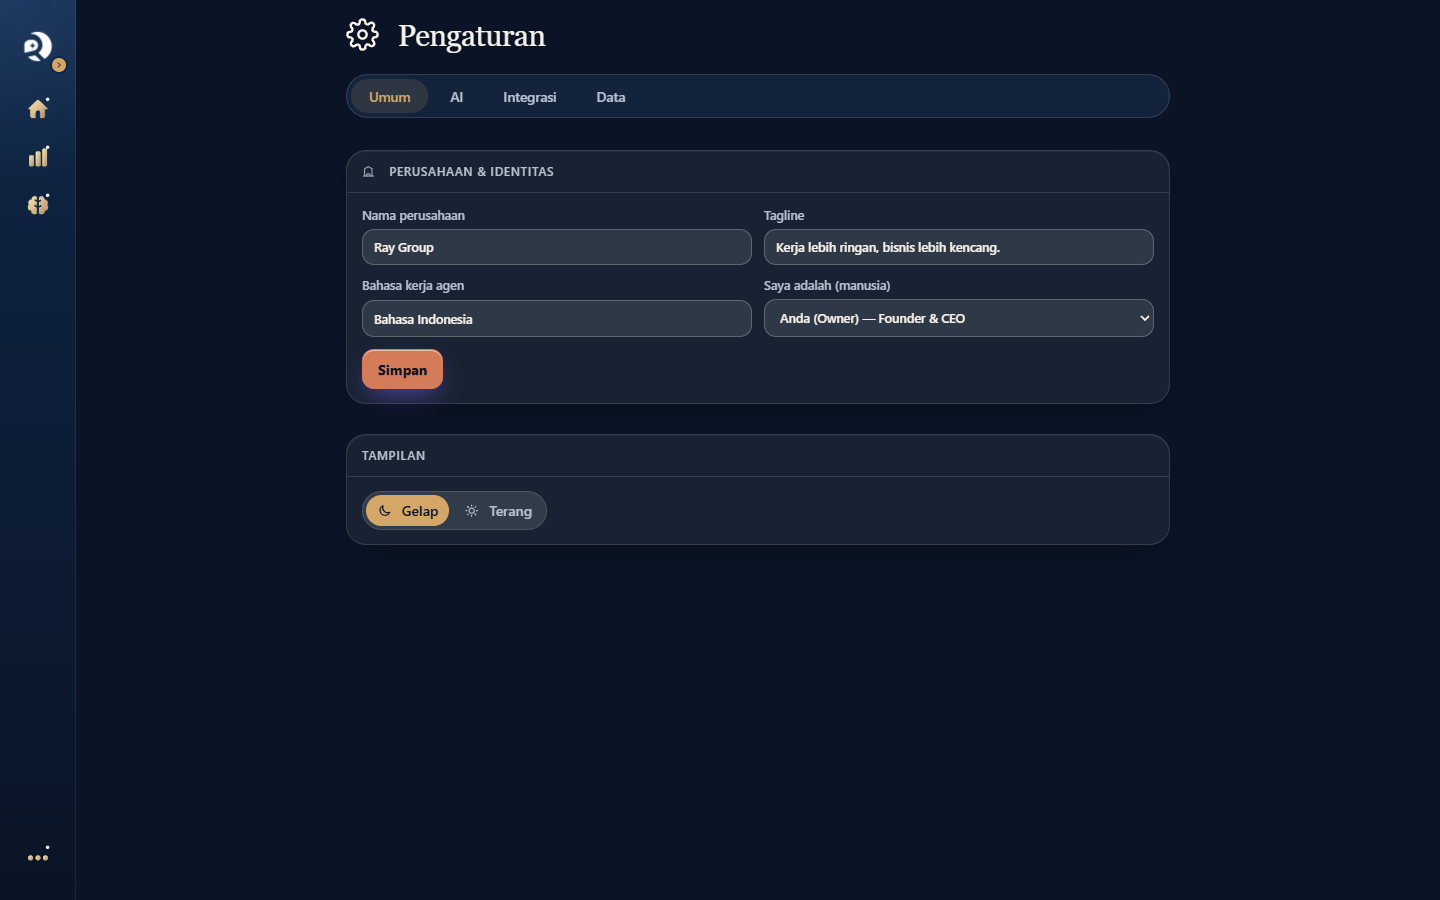 Pengaturan
Umum AI Integrasi Data
PERUSAHAAN & IDENTITAS
Nama perusahaan Tagline
Ray Group Kerja lebih ringan, bisnis lebih kencang.
Bahasa kerja agen Saya adalah (manusia)
Bahasa Indonesia Anda (Owner) — Founder & CEO
Simpan
TAMPILAN
Gelap Terang